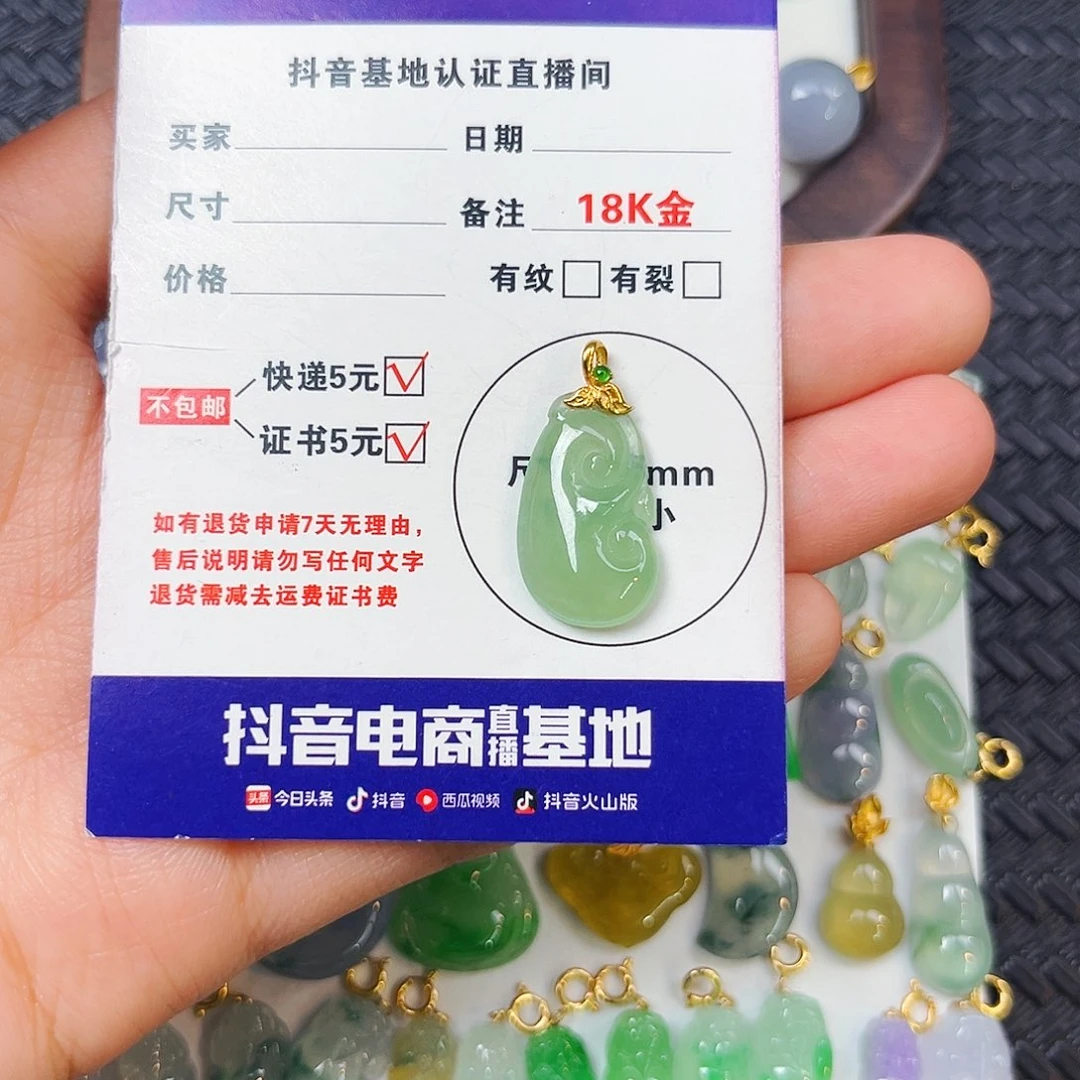 抖音基地认证直播间
买家 日期
尺寸 备注 18K金
价格 有纹 有裂
不包邮
快递5元
证书5元
如有退货申请7天无理由，
售后说明请勿写任何文字
退货需减去运费证书费
mm
小
抖音电商直播基地
头条 今日头条 抖音 西瓜视频 抖音火山版